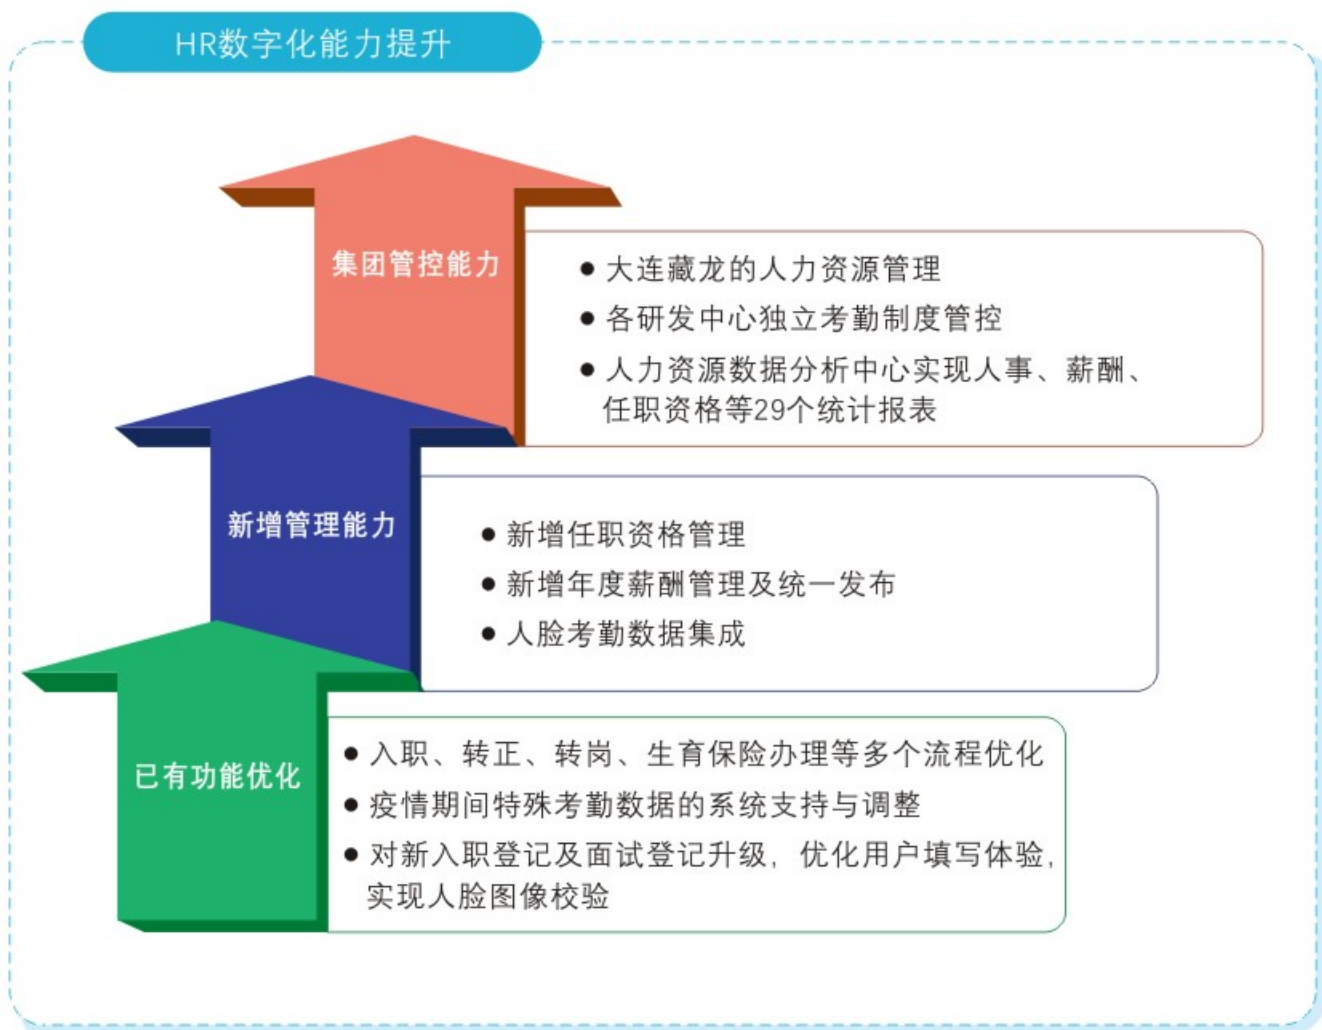 HR数字化能力提升
集团管控能力
● 大连藏龙的人力资源管理
● 各研发中心独立考勤制度管控
● 人力资源数据分析中心实现人事、薪酬、
任职资格等29个统计报表
新增管理能力
● 新增任职资格管理
● 新增年度薪酬管理及统一发布
● 人脸考勤数据集成
已有功能优化
● 入职、转正、转岗、生育保险办理等多个流程优化
● 疫情期间特殊考勤数据的系统支持与调整
● 对新入职登记及面试登记升级，优化用户填写体验，
实现人脸图像校验